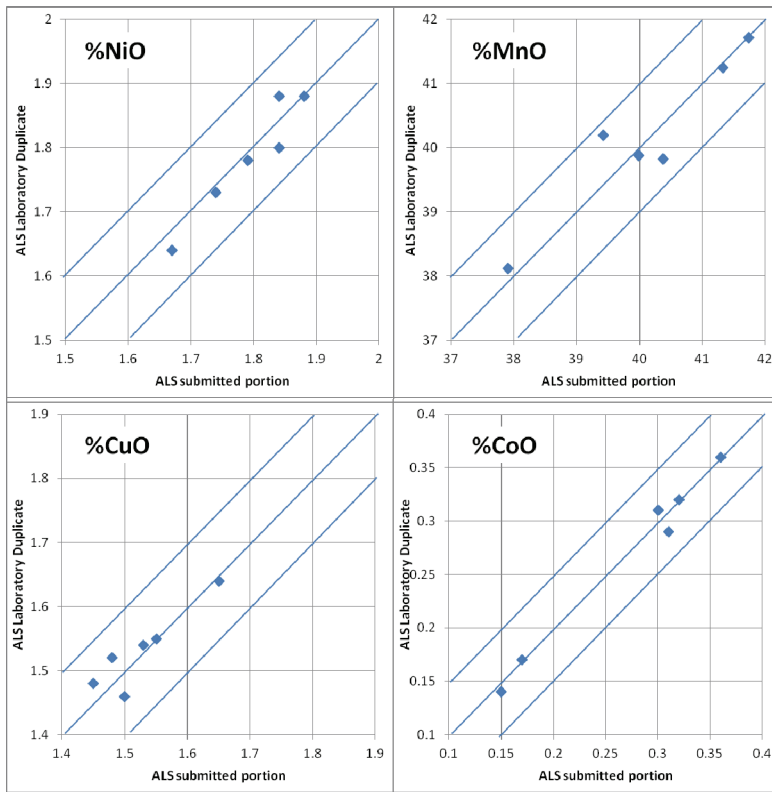 %NiO
2
1.9
1.8
1.7
1.6
1.5
1.5 1.6 1.7 1.8 1.9 2
ALS Laboratory Duplicate
ALS submitted portion
%MnO
42
41
40
39
38
37
37 38 39 40 41 42
ALS Laboratory Duplicate
ALS submitted portion
%CuO
1.9
1.8
1.7
1.6
1.5
1.4
1.4 1.5 1.6 1.7 1.8 1.9
ALS Laboratory Duplicate
ALS submitted portion
%CoO
0.4
0.35
0.3
0.25
0.2
0.15
0.1
0.1 0.15 0.2 0.25 0.3 0.35 0.4
ALS Laboratory Duplicate
ALS submitted portion